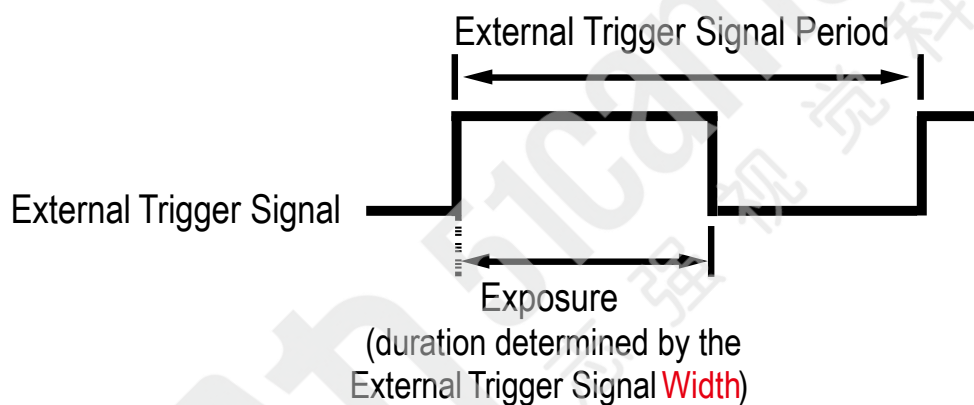 External Trigger Signal Period
External Trigger Signal
Exposure
(duration determined by the
External Trigger Signal Width)